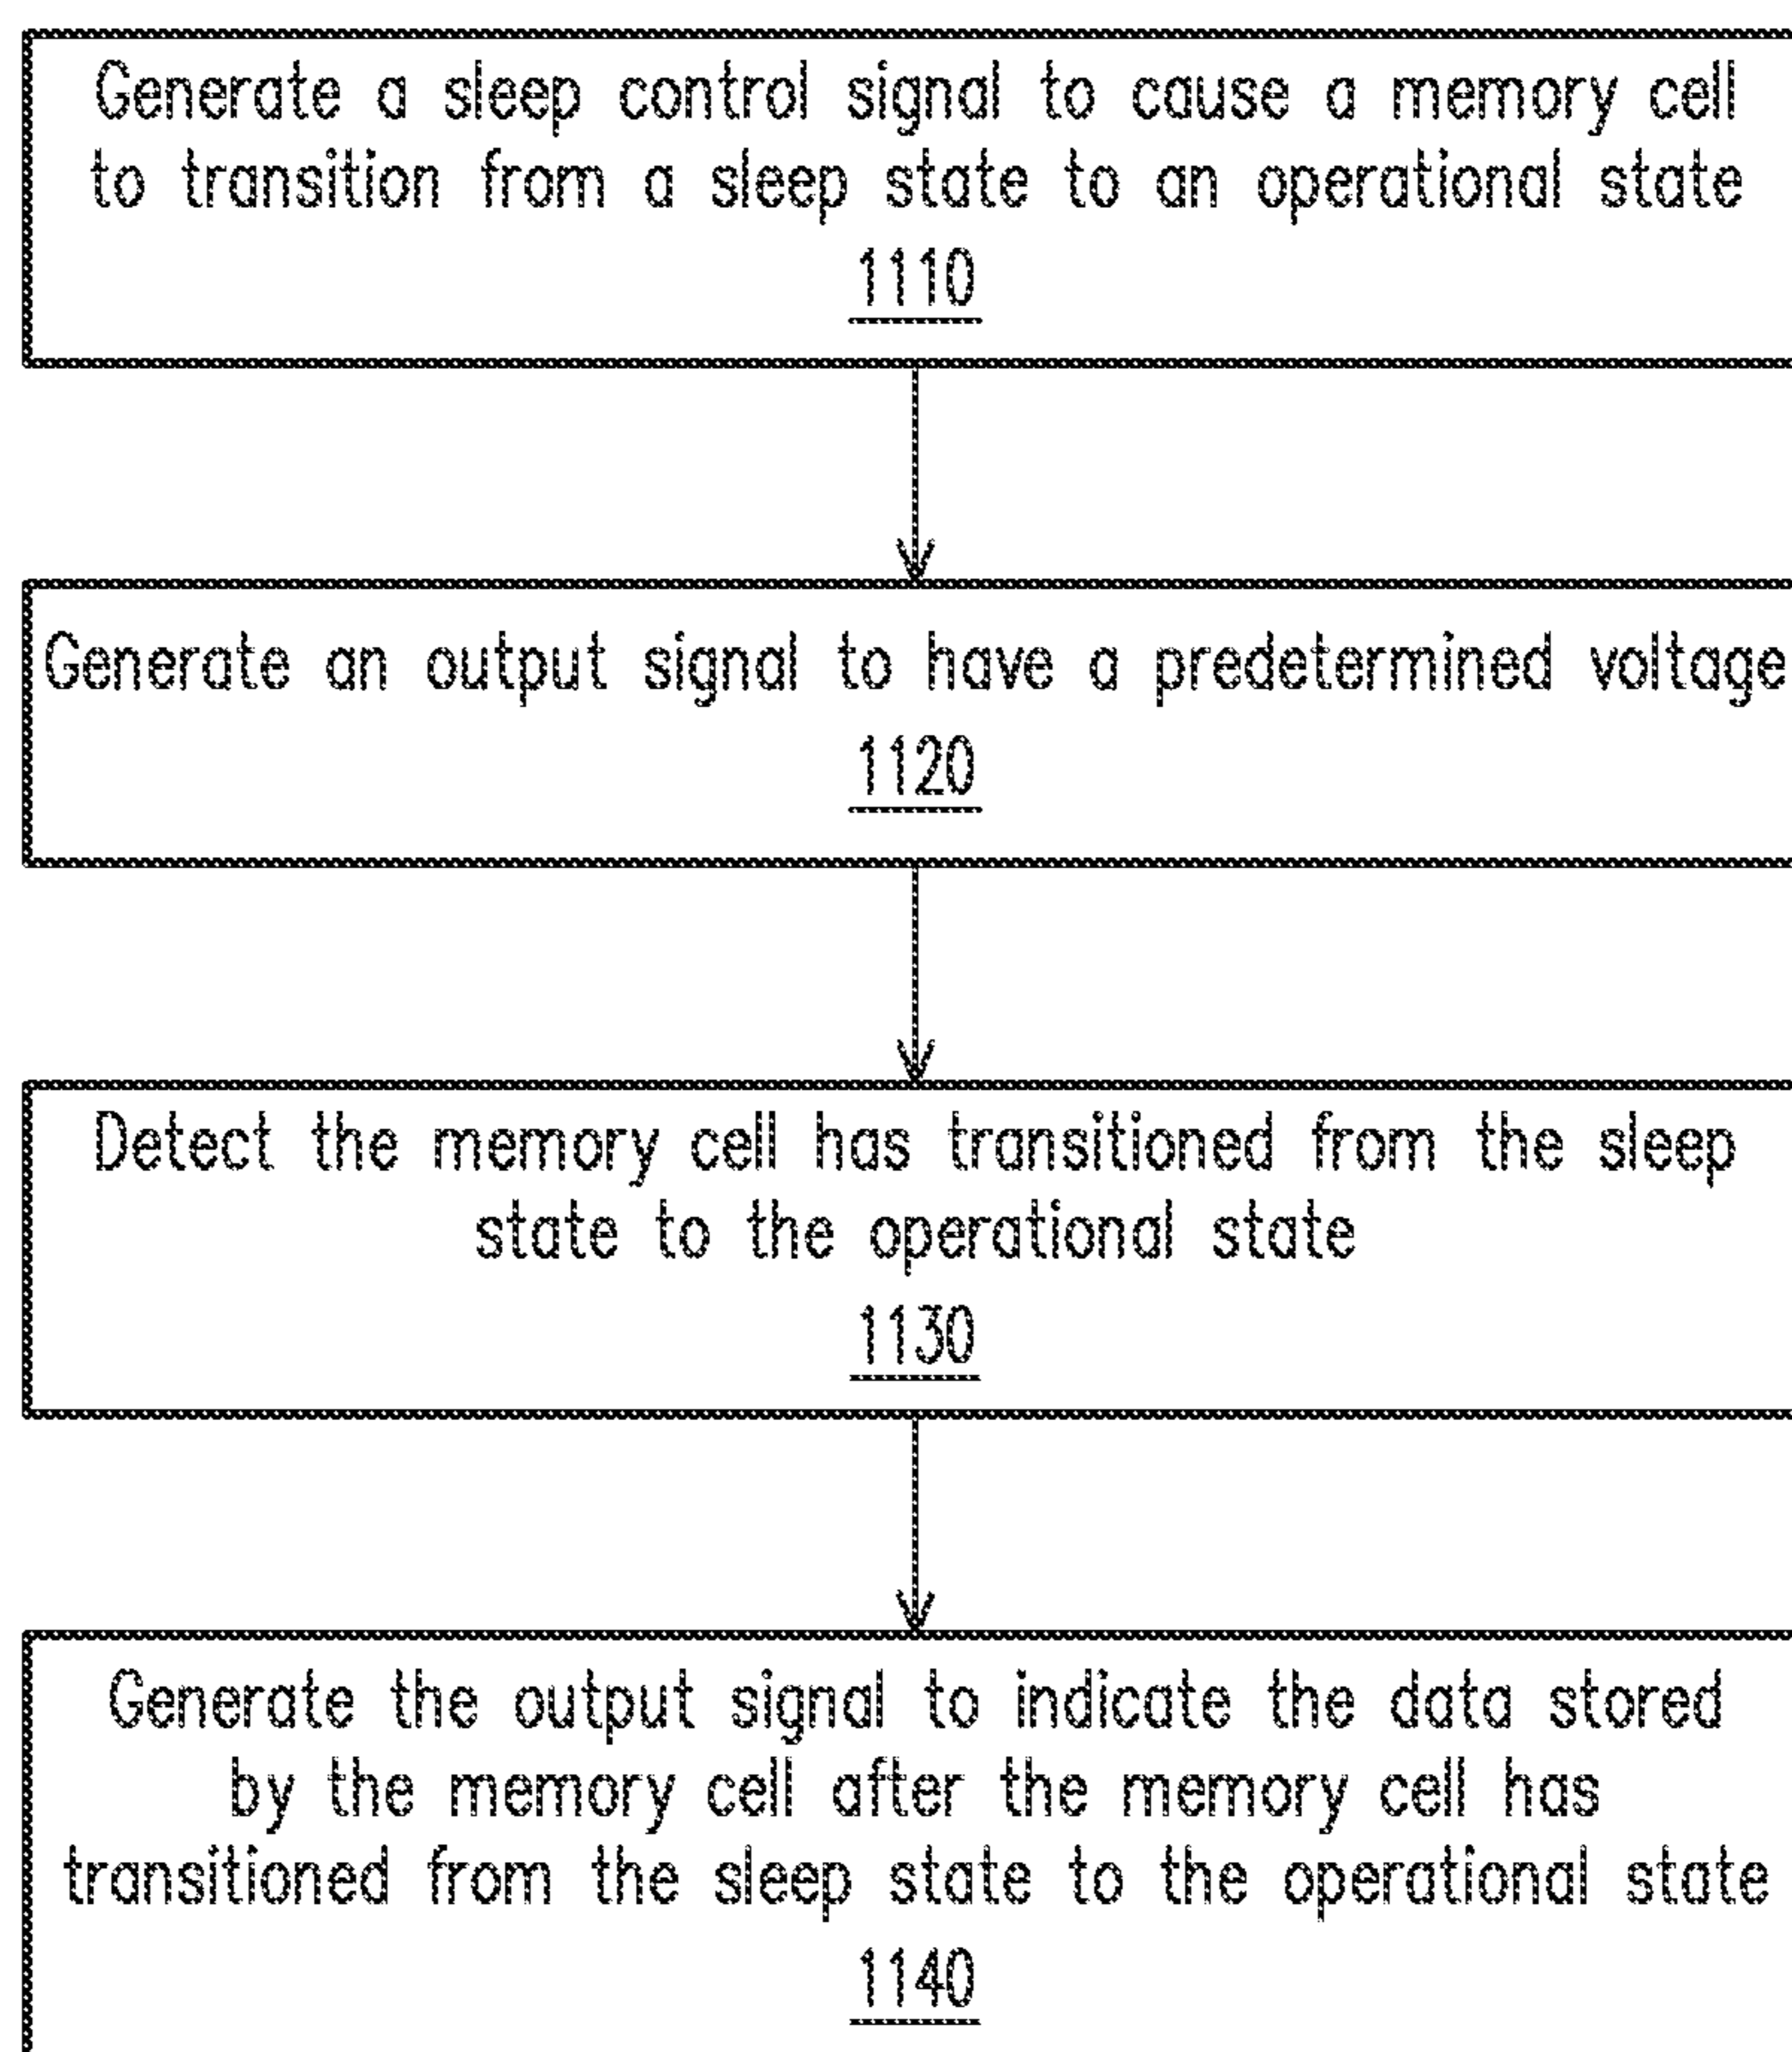 Generate a sleep control signal to cause a memory cell
to transition from a sleep state to an operational state
1110
Generate an output signal to have a predetermined voltage
1120
Detect the memory cell has transitioned from the sleep
state to the operational state
1130
Generate the output signal to indicate the data stored
by the memory cell after the memory cell has
transitioned from the sleep state to the operational state
1140